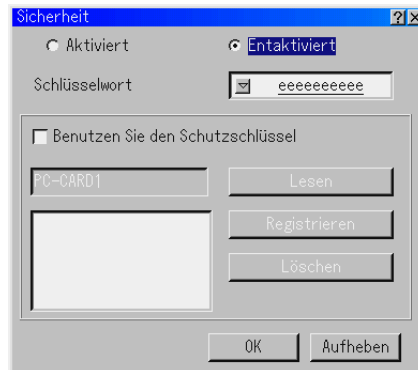 Sicherheit
Aktiviert Entaktiviert
Schlüsselwort eeeeeeeeee
Benutzen Sie den Schutzschlüssel
PC-CARD1 Lesen
Registrieren
Löschen
OK Aufheben